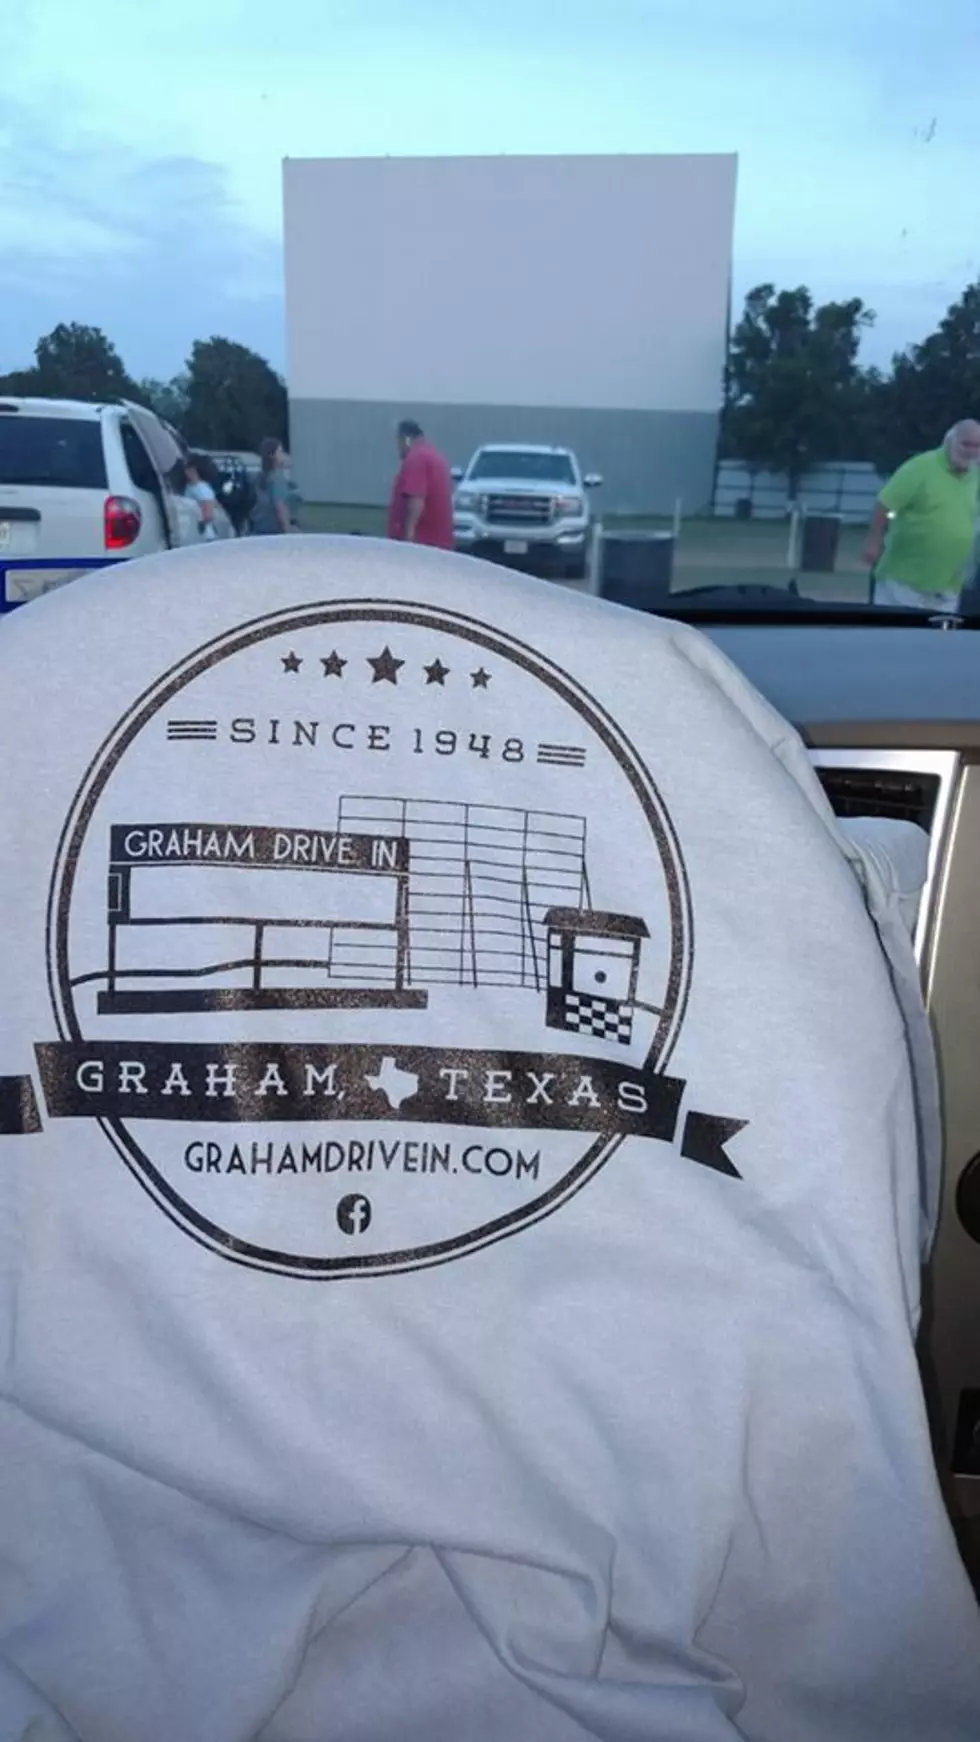 SINCE 1948
GRAHAM DRIVE IN
GRAHAM, TEXAS
GRAHAMDRIVEIN.COM
f